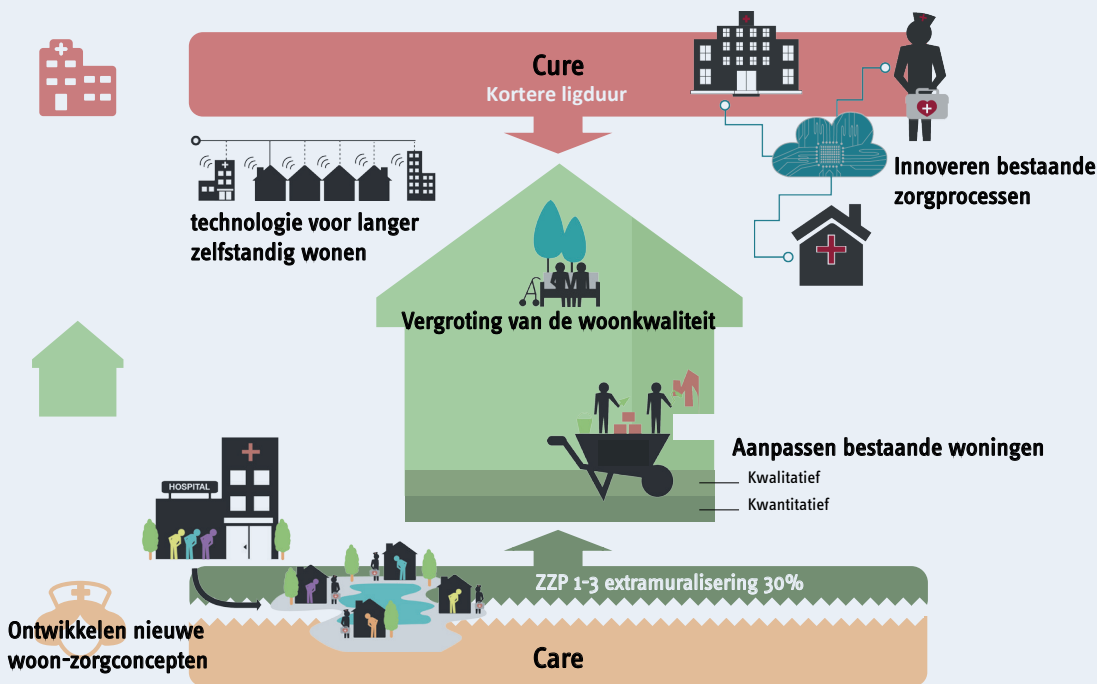 Cure
Kortere ligduur
Innoveren bestaande
zorgprocessen
technologie voor langer
zelfstandig wonen
Vergroting van de woonkwaliteit
Aanpassen bestaande woningen
Kwalitatief
Kwantitatief
HOSPITAL
ZZP 1-3 extramuralisering 30%
Ontwikkelen nieuwe
woon-zorgconcepten
Care